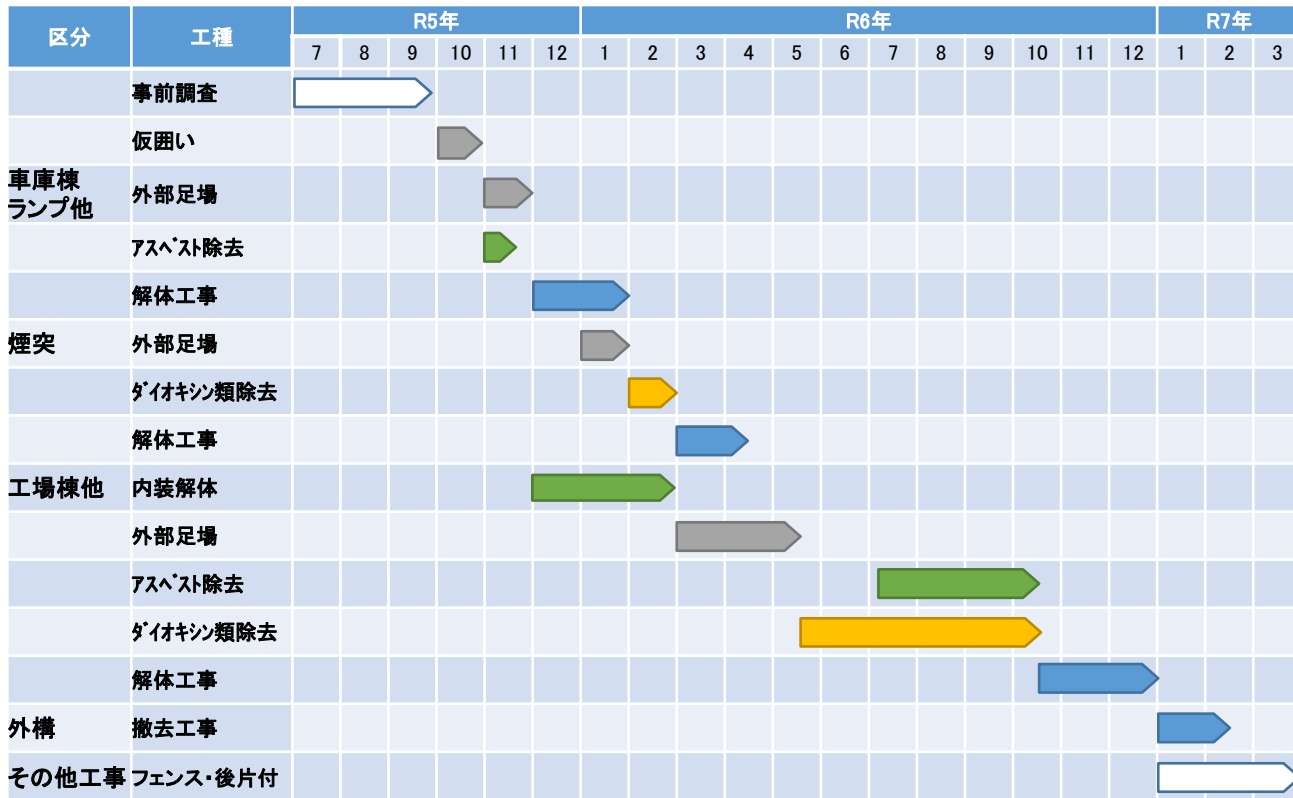 区分 工種 R5年 R6年 R7年
7 8 9 10 11 12 1 2 3 4 5 6 7 8 9 10 11 12 1 2 3
事前調査
仮囲い
車庫棟
ランプ他 外部足場
ｱｽﾍﾞｽﾄ除去
解体工事
煙突 外部足場
ﾀﾞｲｵｷｼﾝ類除去
解体工事
工場棟他 内装解体
外部足場
ｱｽﾍﾞｽﾄ除去
ﾀﾞｲｵｷｼﾝ類除去
解体工事
外構 撤去工事
その他工事 フェンス・後片付